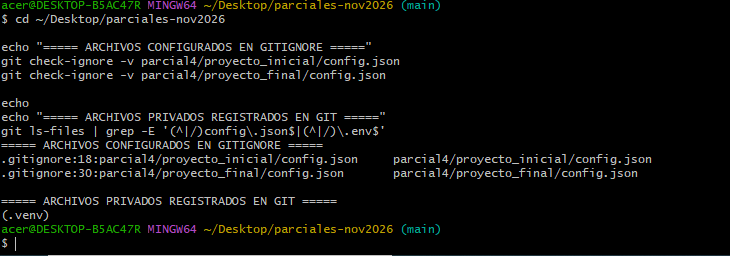 acer@DESKTOP-B5AC47R MINGW64 ~/Desktop/parciales-nov2026 (main)
$ cd ~/Desktop/parciales-nov2026

echo "===== ARCHIVOS CONFIGURADOS EN GITIGNORE ====="
git check-ignore -v parcial4/proyecto_inicial/config.json
git check-ignore -v parcial4/proyecto_final/config.json

echo
echo "===== ARCHIVOS PRIVADOS REGISTRADOS EN GIT ====="
git ls-files | grep -E '(^|/)config\.json$|(^|/)\.env$'
===== ARCHIVOS CONFIGURADOS EN GITIGNORE =====
.gitignore:18:parcial4/proyecto_inicial/config.json     parcial4/proyecto_inicial/config.json
.gitignore:30:parcial4/proyecto_final/config.json       parcial4/proyecto_final/config.json

===== ARCHIVOS PRIVADOS REGISTRADOS EN GIT =====
(.venv)
acer@DESKTOP-B5AC47R MINGW64 ~/Desktop/parciales-nov2026 (main)
$